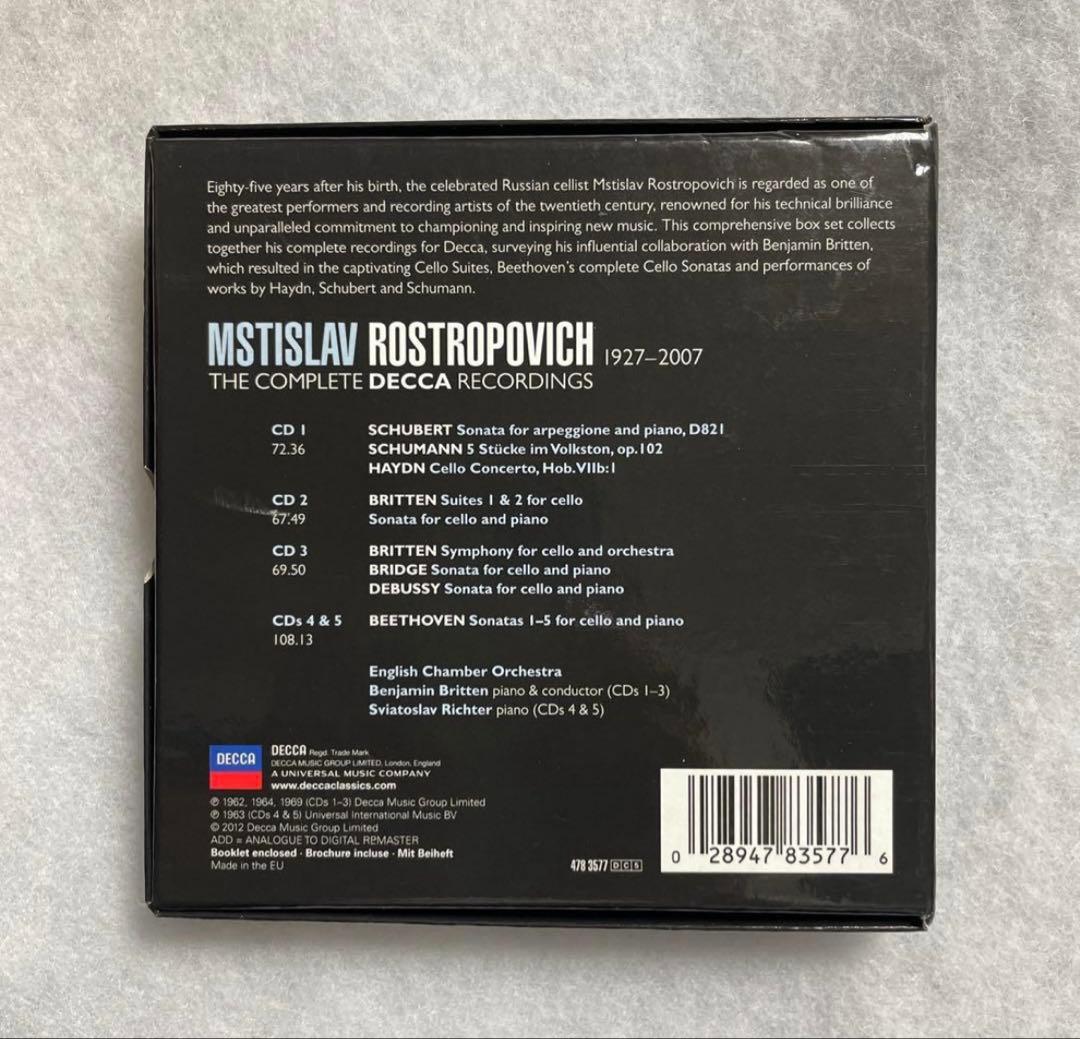 Eighty-five years after his birth, the celebrated Russian cellist Mstislav Rostropovich is regarded as one of
the greatest performers and recording artists of the twentieth century, renowned for his technical brilliance
and unparalleled commitment to championing and inspiring new music. This comprehensive box set collects
together his complete recordings for Decca, surveying his influential collaboration with Benjamin Britten,
which resulted in the captivating Cello Suites, Beethoven's complete Cello Sonatas and performances of
works by Haydn, Schubert and Schumann.
MSTISLAV ROSTROPOVICH 1927–2007
THE COMPLETE DECCA RECORDINGS
CD 1 SCHUBERT Sonata for arpeggione and piano, D821
72.36 SCHUMANN 5 Stücke im Volkston, op.102
HAYDN Cello Concerto, Hob.VIIb:1
CD 2 BRITTEN Suites 1 & 2 for cello
67.49 Sonata for cello and piano
CD 3 BRITTEN Symphony for cello and orchestra
69.50 BRIDGE Sonata for cello and piano
DEBUSSY Sonata for cello and piano
CDs 4 & 5 BEETHOVEN Sonatas 1–5 for cello and piano
108.13
English Chamber Orchestra
Benjamin Britten piano & conductor (CDs 1–3)
Sviatoslav Richter piano (CDs 4 & 5)
DECCA
DECCA Regd. Trade Mark
DECCA MUSIC GROUP LIMITED, London, England
A UNIVERSAL MUSIC COMPANY
www.deccaclassics.com
℗ 1962, 1964, 1969 (CDs 1–3) Decca Music Group Limited
℗ 1963 (CDs 4 & 5) Universal International Music BV
© 2012 Decca Music Group Limited
ADD = ANALOGUE TO DIGITAL REMASTER
Booklet enclosed · Brochure incluse · Mit Beiheft
Made in the EU
478 3577 DC5
0 28947 83577 6